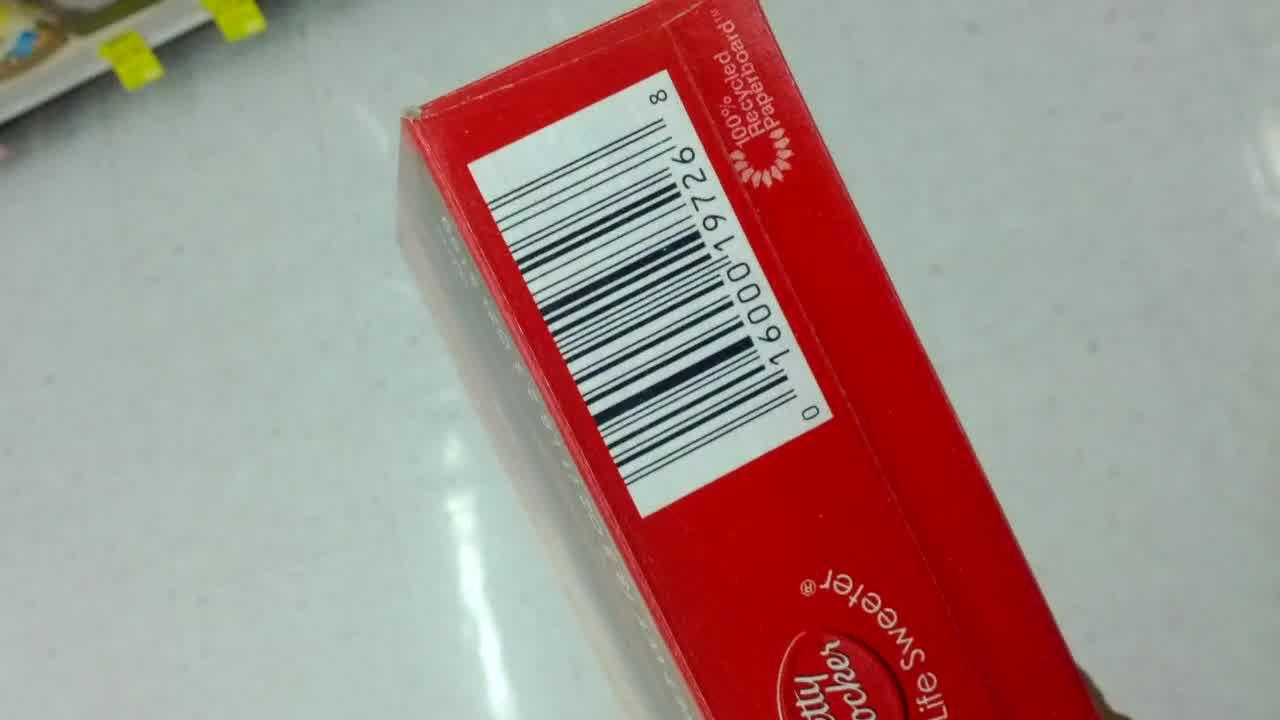 100%
Recycled
Paperboard™
0 16000 19726 8
Life Sweeter®